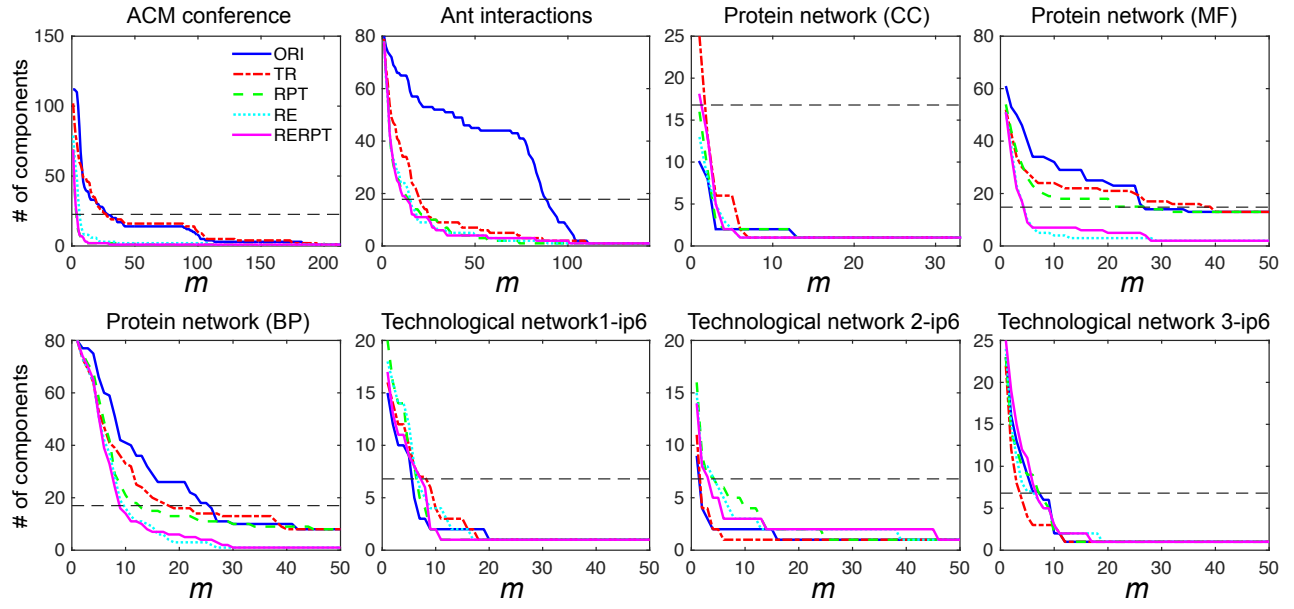 ACM conference
Ant interactions
Protein network (CC)
Protein network (MF)
# of components
150
100
50
0
ORI
TR
RPT
RE
RERPT
0 50 100 150 200
m
80
60
40
20
0
0 50 100
m
25
20
15
10
5
0
0 10 20 30
m
80
60
40
20
0
0 10 20 30 40 50
m
Protein network (BP)
Technological network1-ip6
Technological network 2-ip6
Technological network 3-ip6
# of components
80
60
40
20
0
0 10 20 30 40 50
m
20
15
10
5
0
0 10 20 30 40 50
m
20
15
10
5
0
0 10 20 30 40 50
m
25
20
15
10
5
0
0 10 20 30 40 50
m